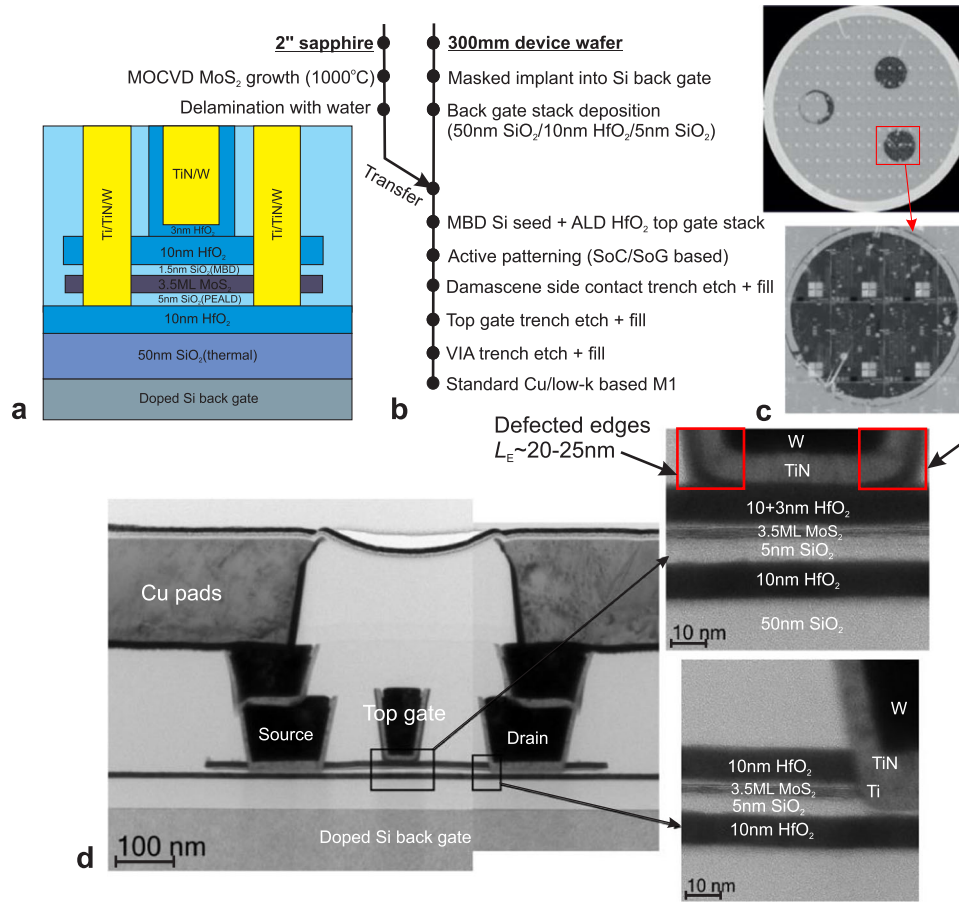 2" sapphire
MOCVD MoS₂ growth (1000°C)
Delamination with water
Transfer
300mm device wafer
Masked implant into Si back gate
Back gate stack deposition
(50nm SiO₂/10nm HfO₂/5nm SiO₂)
MBD Si seed + ALD HfO₂ top gate stack
Active patterning (SoC/SoG based)
Damascene side contact trench etch + fill
Top gate trench etch + fill
VIA trench etch + fill
Standard Cu/low-k based M1
Ti/TiN/W
TiN/W
Ti/TiN/W
3nm HfO₂
10nm HfO₂
1.5nm SiO₂(MBD)
3.5ML MoS₂
5nm SiO₂(PEALD)
10nm HfO₂
50nm SiO₂(thermal)
Doped Si back gate
a
b
c
Defected edges
L_E~20-25nm
W
TiN
10+3nm HfO₂
3.5ML MoS₂
5nm SiO₂
10nm HfO₂
50nm SiO₂
10 nm
Cu pads
Source
Top gate
Drain
Doped Si back gate
100 nm
d
W
TiN
Ti
10nm HfO₂
3.5ML MoS₂
5nm SiO₂
10nm HfO₂
10 nm